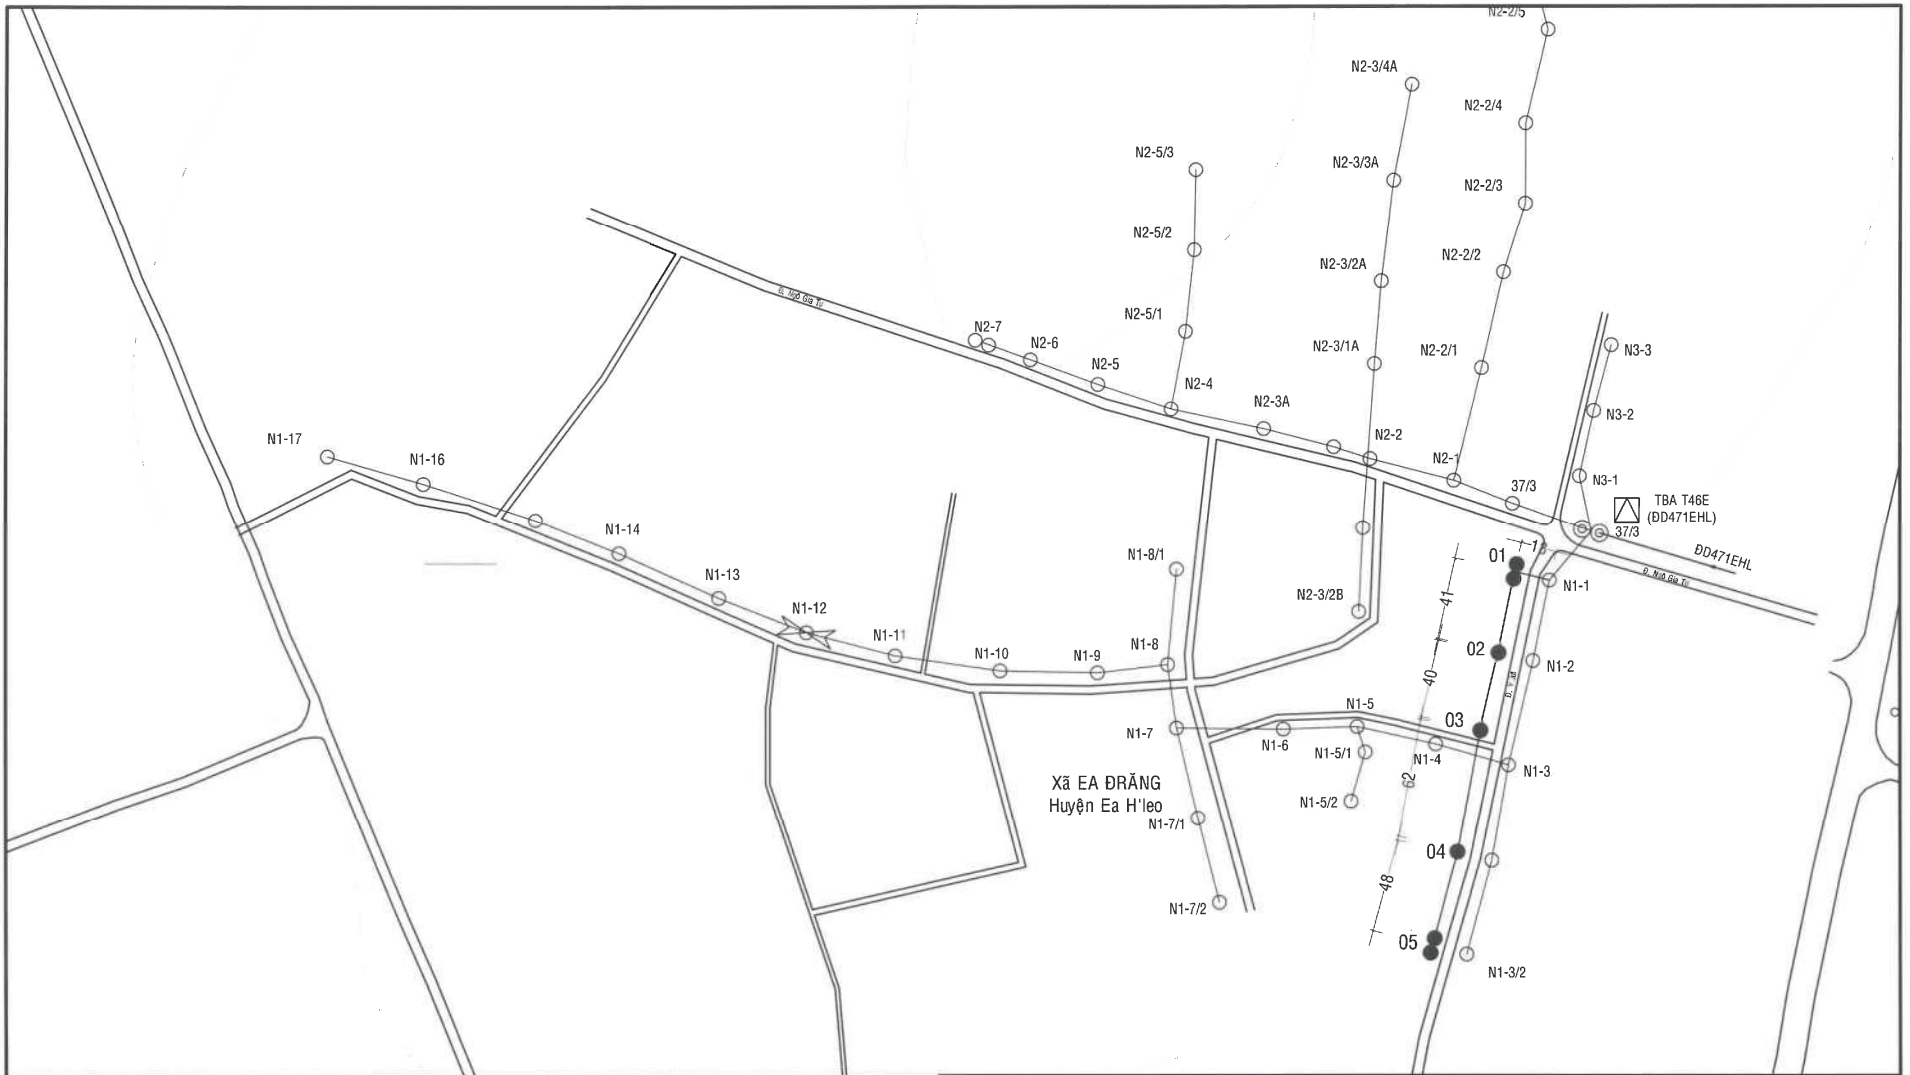 N2-2/5
N2-3/4A
N2-2/4
N2-5/3
N2-3/3A
N2-2/3
N2-5/2
N2-3/2A
N2-2/2
Đ. Ngô Gia Tự
N2-5/1
N2-7
N2-6
N2-3/1A
N2-2/1
N3-3
N2-5
N2-4
N2-3A
N3-2
N1-17
N1-16
N2-2
N2-1
N3-1
37/3
TBA T46E
(ĐD471EHL)
37/3
N1-14
N1-8/1
01
ĐD471EHL
Đ. Ngô Gia Tự
N1-1
N1-13
N2-3/2B
41
N1-12
N1-11
N1-10
N1-9
N1-8
02
N1-2
40
N1-5
03
N1-7
N1-6
N1-5/1
N1-4
N1-3
62
Xã EA ĐRĂNG
Huyện Ea H'leo
N1-5/2
N1-7/1
04
48
N1-7/2
05
N1-3/2